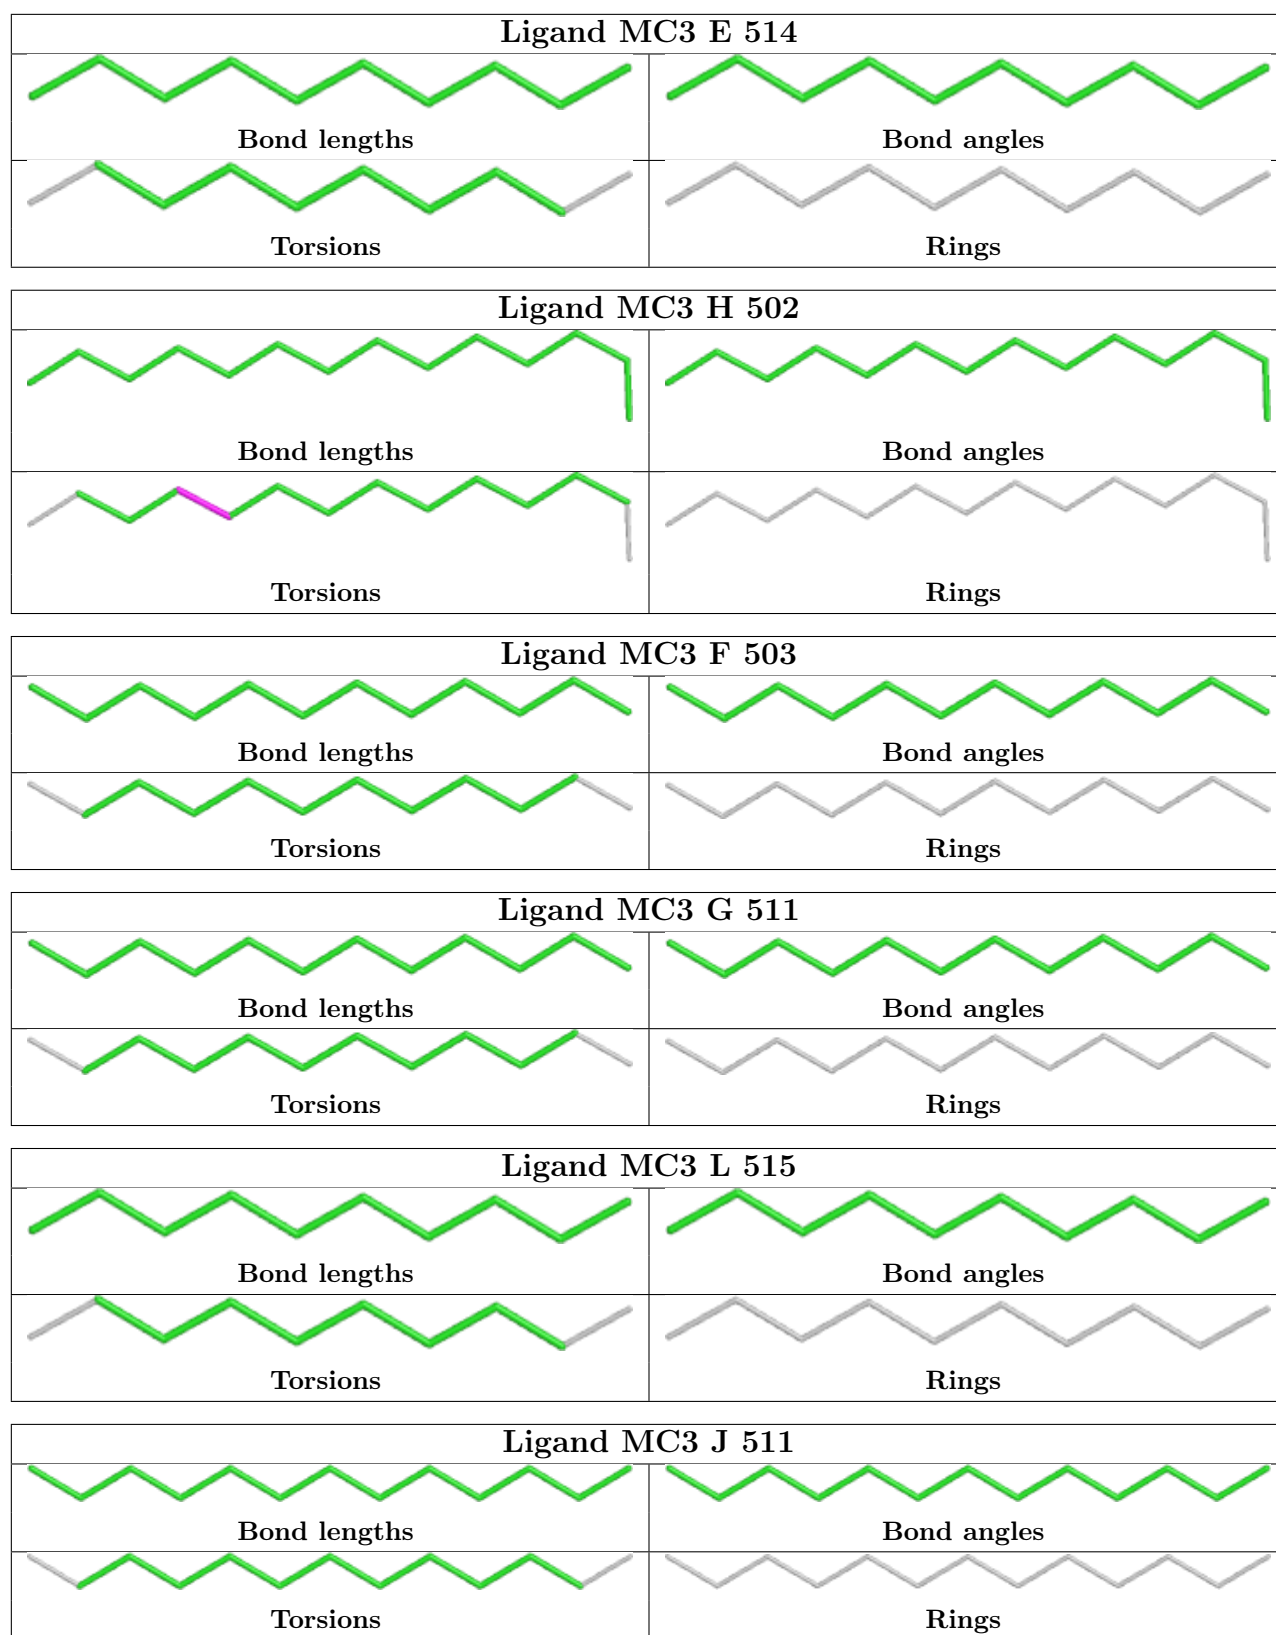 Ligand MC3 E 514
Bond lengths Bond angles
Torsions Rings
Ligand MC3 H 502
Bond lengths Bond angles
Torsions Rings
Ligand MC3 F 503
Bond lengths Bond angles
Torsions Rings
Ligand MC3 G 511
Bond lengths Bond angles
Torsions Rings
Ligand MC3 L 515
Bond lengths Bond angles
Torsions Rings
Ligand MC3 J 511
Bond lengths Bond angles
Torsions Rings